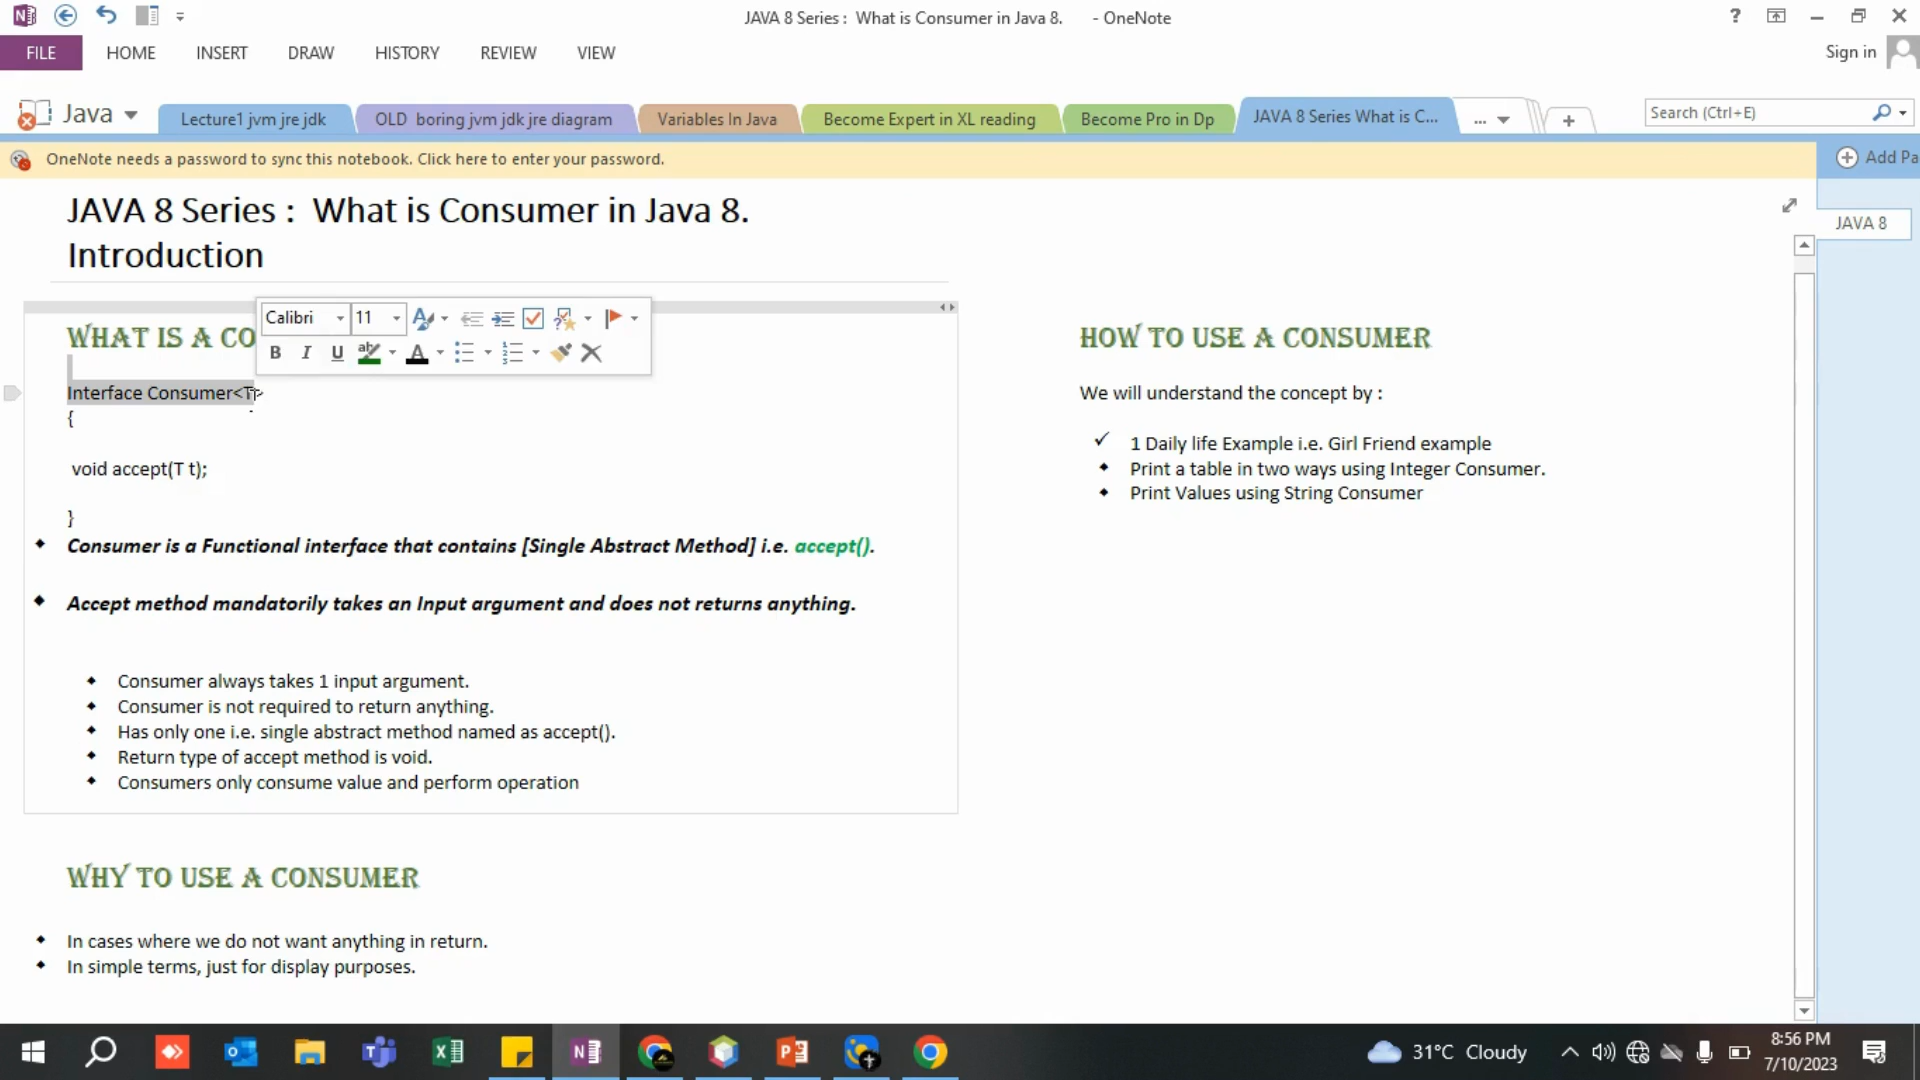 JAVA 8 Series : What is Consumer in Java 8. - OneNote
?
FILE HOME INSERT DRAW HISTORY REVIEW VIEW
Sign in
Java
Lecture1 jvm jre jdk
OLD boring jvm jdk jre diagram
Variables In Java
Become Expert in XL reading
Become Pro in Dp
JAVA 8 Series What is C...
...
Search (Ctrl+E)
OneNote needs a password to sync this notebook. Click here to enter your password.
Add Pa
JAVA 8
JAVA 8 Series : What is Consumer in Java 8.
Introduction
Calibri 11
B I U ab A
WHAT IS A CO
Interface Consumer<T>
{
void accept(T t);
}
Consumer is a Functional interface that contains [Single Abstract Method] i.e. accept().
Accept method mandatorily takes an Input argument and does not returns anything.
Consumer always takes 1 input argument.
Consumer is not required to return anything.
Has only one i.e. single abstract method named as accept().
Return type of accept method is void.
Consumers only consume value and perform operation
WHY TO USE A CONSUMER
In cases where we do not want anything in return.
In simple terms, just for display purposes.
HOW TO USE A CONSUMER
We will understand the concept by :
1 Daily life Example i.e. Girl Friend example
Print a table in two ways using Integer Consumer.
Print Values using String Consumer
31°C Cloudy
8:56 PM
7/10/2023